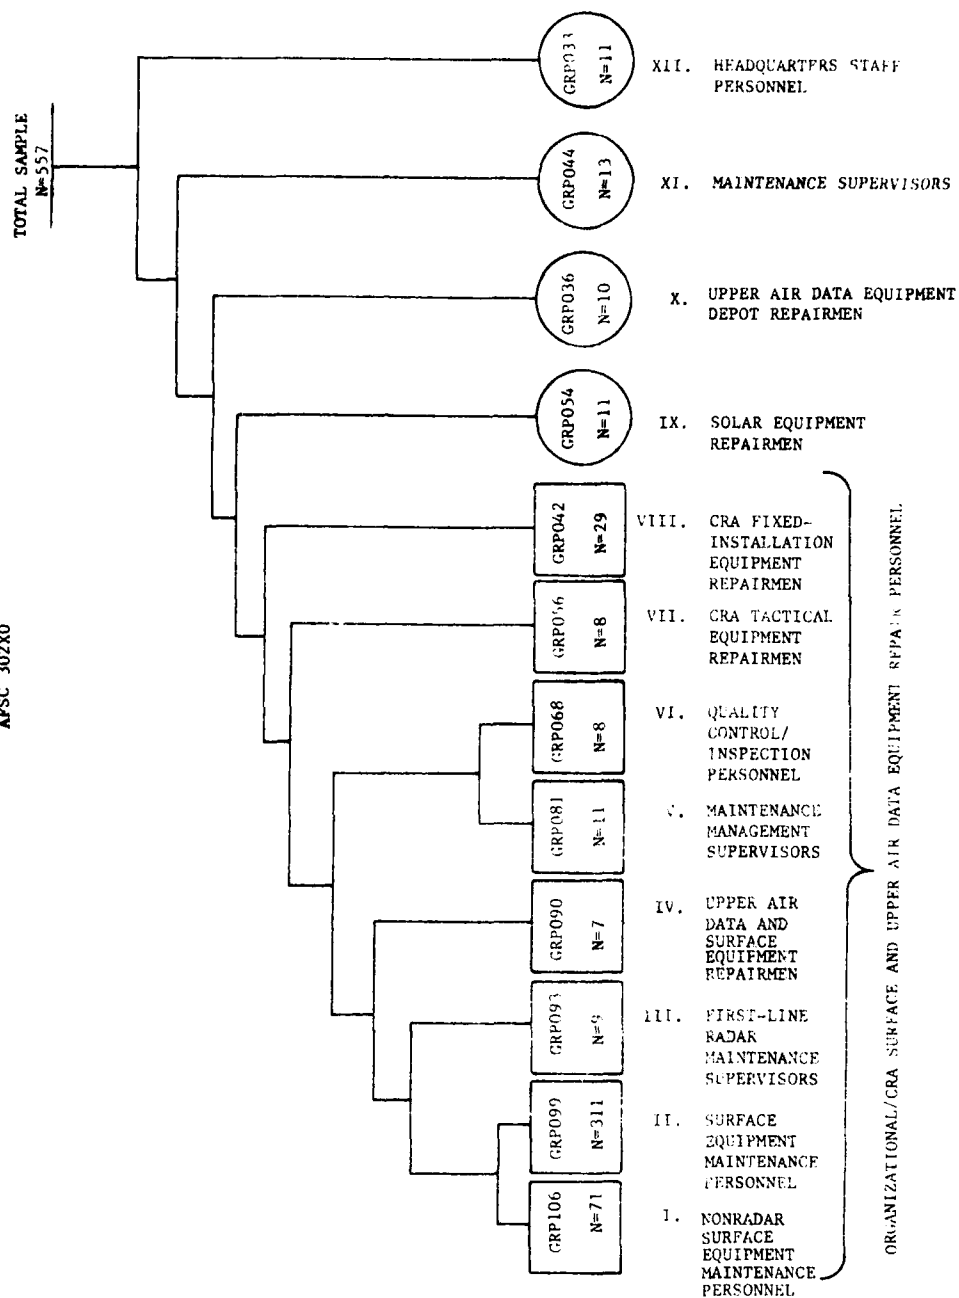 AFSC 302X0
TOTAL SAMPLE
N=557
GRP033
N=11
XII. HEADQUARTERS STAFF
PERSONNEL
GRP044
N=13
XI. MAINTENANCE SUPERVISORS
GRP036
N=10
X. UPPER AIR DATA EQUIPMENT
DEPOT REPAIRMEN
GRP054
N=11
IX. SOLAR EQUIPMENT
REPAIRMEN
GRP042
N=29
VIII. CRA FIXED-
INSTALLATION
EQUIPMENT
REPAIRMEN
N=8
VII. CRA TACTICAL
EQUIPMENT
REPAIRMEN
GRP068
N=8
VI. QUALITY
CONTROL/
INSPECTION
PERSONNEL
GRP081
N=11
V. MAINTENANCE
MANAGEMENT
SUPERVISORS
GRP090
N=7
IV. UPPER AIR
DATA AND
SURFACE
EQUIPMENT
REPAIRMEN
GRP093
N=9
III. FIRST-LINE
RADAR
MAINTENANCE
SUPERVISORS
GRP099
N=311
II. SURFACE
EQUIPMENT
MAINTENANCE
PERSONNEL
GRP106
N=71
I. NONRADAR
SURFACE
EQUIPMENT
MAINTENANCE
PERSONNEL
ORGANIZATIONAL/CRA SURFACE AND UPPER AIR DATA EQUIPMENT REPAIR PERSONNEL